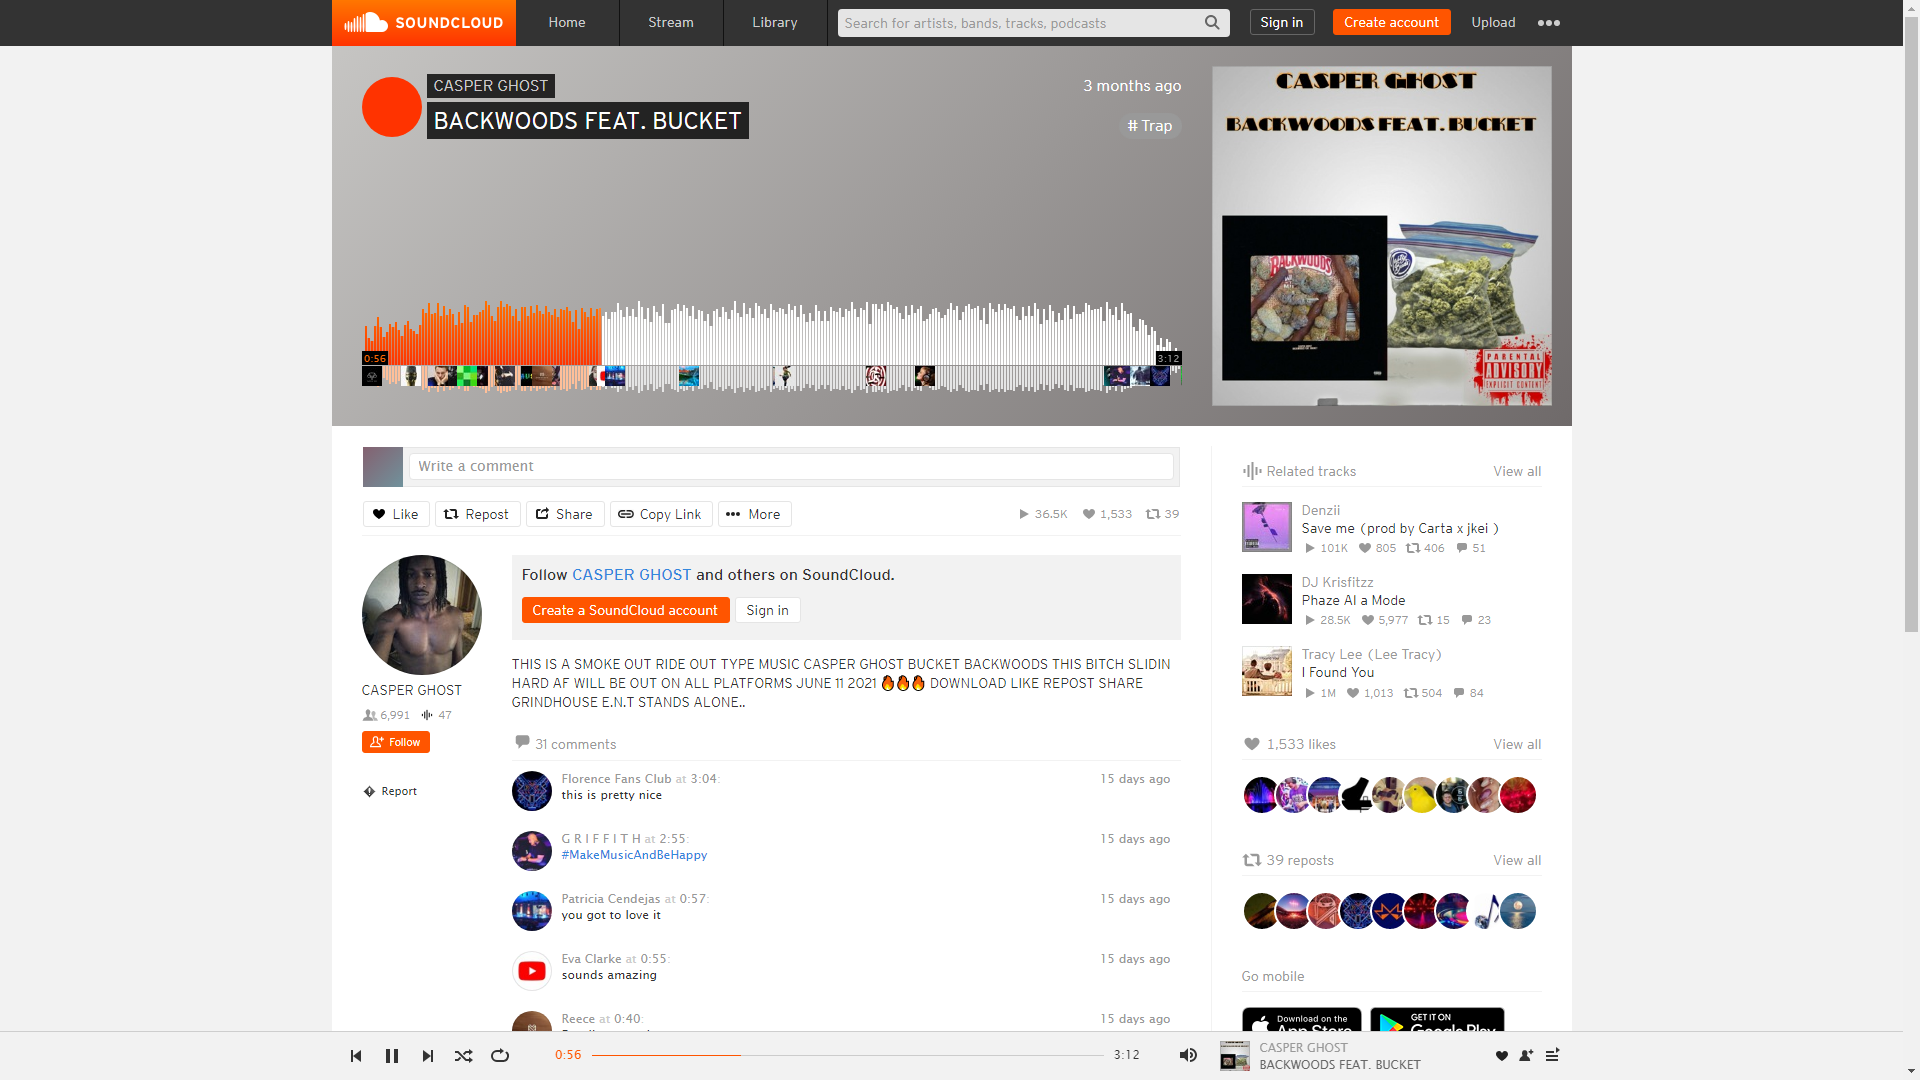 SOUNDCLOUD
Home
Stream
Library
Search for artists, bands, tracks, podcasts
Sign in
Create account
Upload
CASPER GHOST
BACKWOODS FEAT. BUCKET
3 months ago
# Trap
CASPER GHOST
BACKWOODS FEAT. BUCKET
BACKWOODS
PARENTAL
ADVISORY
EXPLICIT CONTENT
0:56
3:12
Write a comment
Like
Repost
Share
Copy Link
More
36.5K
1,533
39
CASPER GHOST
6,991
47
Follow
Report
Follow CASPER GHOST and others on SoundCloud.
Create a SoundCloud account
Sign in
THIS IS A SMOKE OUT RIDE OUT TYPE MUSIC CASPER GHOST BUCKET BACKWOODS THIS BITCH SLIDIN
HARD AF WILL BE OUT ON ALL PLATFORMS JUNE 11 2021 🔥🔥🔥 DOWNLOAD LIKE REPOST SHARE
GRINDHOUSE E.N.T STANDS ALONE..
31 comments
Florence Fans Club at 3:04:
this is pretty nice
15 days ago
G R I F F I T H at 2:55:
#MakeMusicAndBeHappy
15 days ago
Patricia Cendejas at 0:57:
you got to love it
15 days ago
Eva Clarke at 0:55:
sounds amazing
15 days ago
Reece at 0:40:
15 days ago
Related tracks
View all
Denzii
Save me (prod by Carta x jkei )
101K
805
406
51
DJ Krisfitzz
Phaze Al a Mode
28.5K
5,977
15
23
Tracy Lee (Lee Tracy)
I Found You
1M
1,013
504
84
1,533 likes
View all
39 reposts
View all
Go mobile
Download on the
App Store
GET IT ON
Google Play
0:56
3:12
CASPER GHOST
BACKWOODS FEAT. BUCKET